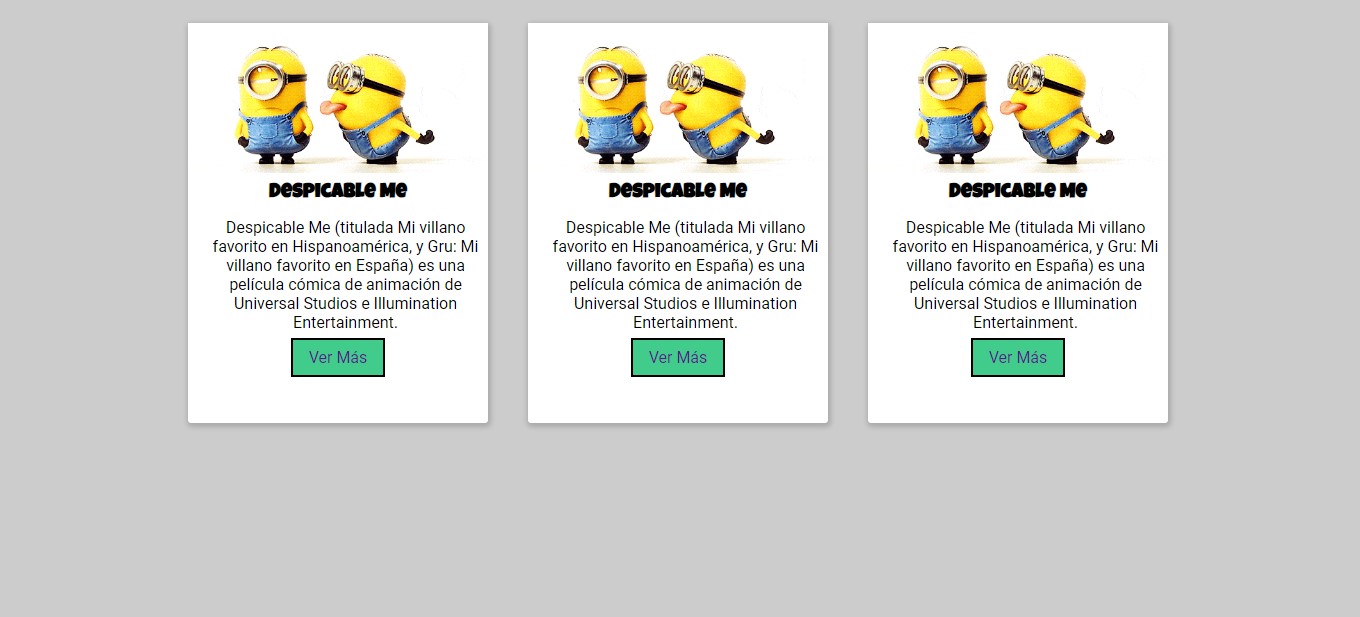 Despicable Me
Despicable Me (titulada Mi villano
favorito en Hispanoamérica, y Gru: Mi
villano favorito en España) es una
película cómica de animación de
Universal Studios e Illumination
Entertainment.
Ver Más
Despicable Me
Despicable Me (titulada Mi villano
favorito en Hispanoamérica, y Gru: Mi
villano favorito en España) es una
película cómica de animación de
Universal Studios e Illumination
Entertainment.
Ver Más
Despicable Me
Despicable Me (titulada Mi villano
favorito en Hispanoamérica, y Gru: Mi
villano favorito en España) es una
película cómica de animación de
Universal Studios e Illumination
Entertainment.
Ver Más